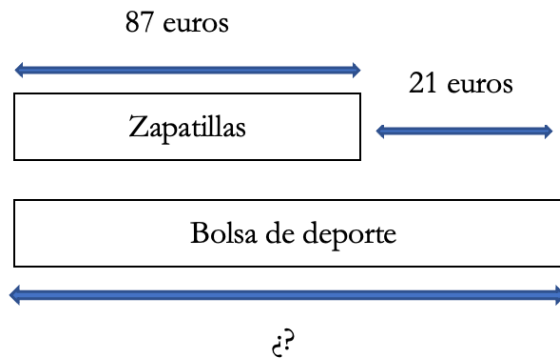 87 euros
21 euros
Zapatillas
Bolsa de deporte
¿?